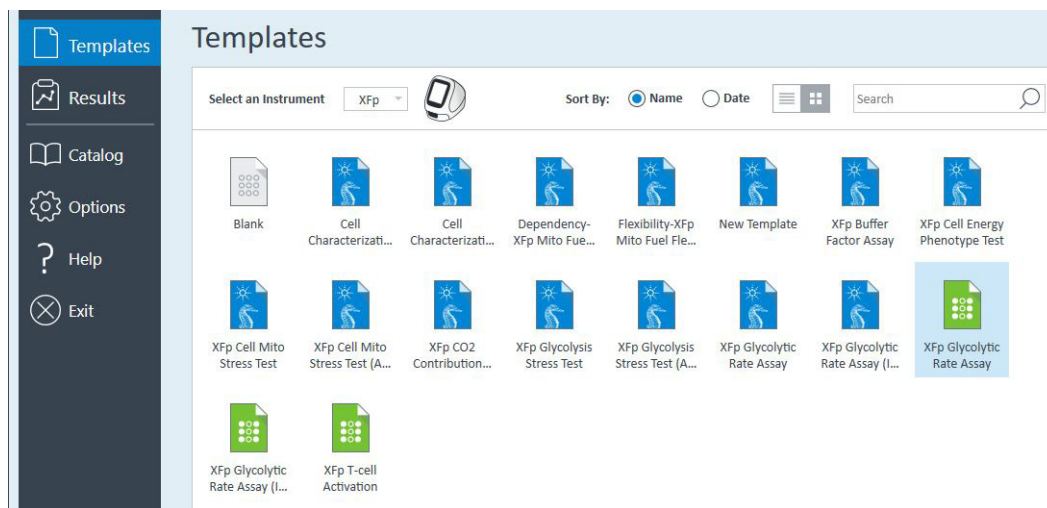 Templates
Results
Catalog
Options
Help
Exit
Templates
Select an Instrument XFp Sort By: Name Date Search
Blank
Cell
Characterizati...
Cell
Characterizati...
Dependency-
XFp Mito Fue...
Flexibility-XFp
Mito Fuel Fle...
New Template
XFp Buffer
Factor Assay
XFp Cell Energy
Phenotype Test
XFp Cell Mito
Stress Test
XFp Cell Mito
Stress Test (A...
XFp CO2
Contribution...
XFp Glycolysis
Stress Test
XFp Glycolysis
Stress Test (A...
XFp Glycolytic
Rate Assay
XFp Glycolytic
Rate Assay (I...
XFp Glycolytic
Rate Assay
XFp Glycolytic
Rate Assay (I...
XFp T-cell
Activation